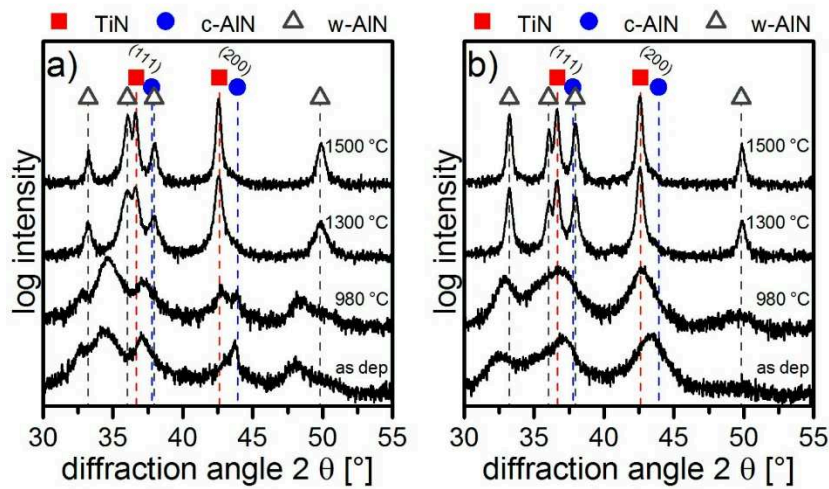 TiN c-AlN w-AlN
a) (111) (200)
1500 °C
1300 °C
980 °C
as dep
log intensity
30 35 40 45 50 55
diffraction angle 2 θ [°]
TiN c-AlN w-AlN
b) (111) (200)
1500 °C
1300 °C
980 °C
as dep
log intensity
30 35 40 45 50 55
diffraction angle 2 θ [°]